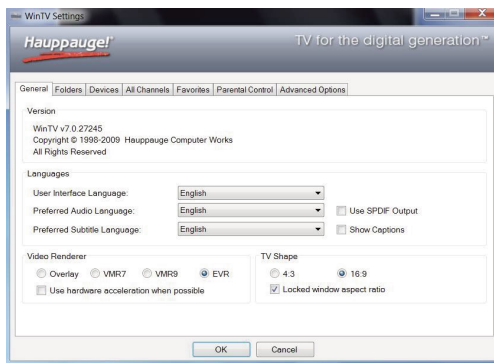 WinTV Settings
Hauppauge!™
TV for the digital generation™
General Folders Devices All Channels Favorites Parental Control Advanced Options
Version
WinTV v7.0.27245
Copyright © 1998-2009 Hauppauge Computer Works
All Rights Reserved
Languages
User Interface Language: English
Preferred Audio Language: English Use SPDIF Output
Preferred Subtitle Language: English Show Captions
Video Renderer TV Shape
Overlay VMR7 VMR9 EVR 4:3 16:9
Use hardware acceleration when possible Locked window aspect ratio
OK Cancel